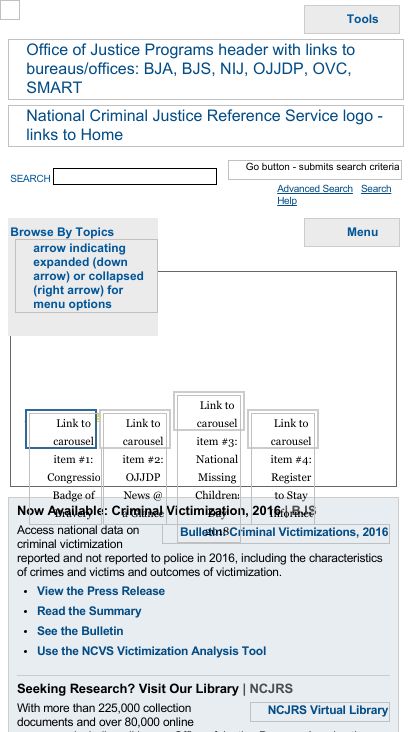 Tools
Office of Justice Programs header with links to
bureaus/offices: BJA, BJS, NIJ, OJJDP, OVC,
SMART
National Criminal Justice Reference Service logo -
links to Home
SEARCH
Go button - submits search criteria
Advanced Search Search
Help
Browse By Topics
arrow indicating
expanded (down
arrow) or collapsed
(right arrow) for
menu options
Menu
Link to
carousel
item #1:
Congressio
Badge of
Bravery
Link to
carousel
item #2:
OJJDP
News @
a Glance
Link to
carousel
item #3:
National
Missing
Children
Day
2018
Link to
carousel
item #4:
Register
to Stay
Now Available: Criminal Victimization, 2016 | BJS
Access national data on
Bulletin: Criminal Victimizations, 2016
criminal victimization
reported and not reported to police in 2016, including the characteristics
of crimes and victims and outcomes of victimization.
• View the Press Release
• Read the Summary
• See the Bulletin
• Use the NCVS Victimization Analysis Tool
Seeking Research? Visit Our Library | NCJRS
With more than 225,000 collection
NCJRS Virtual Library
documents and over 80,000 online